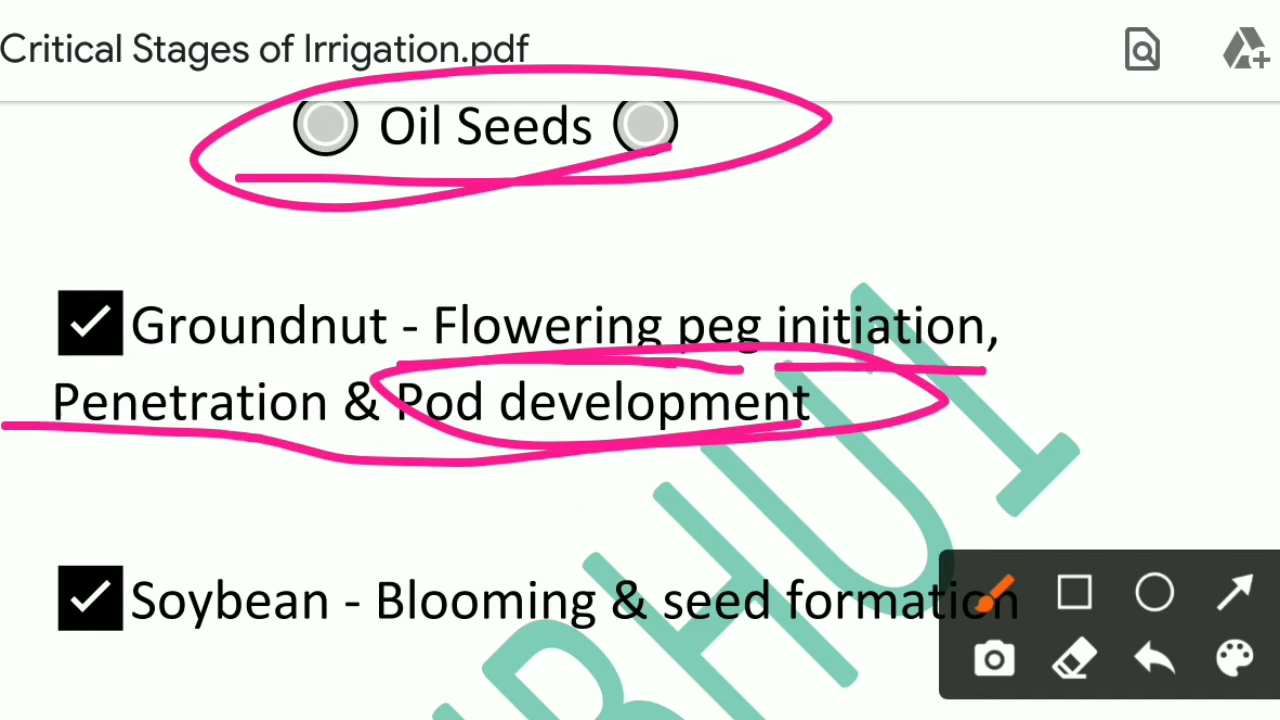 Critical Stages of Irrigation.pdf
Oil Seeds
Groundnut - Flowering peg initiation,
Penetration & Pod development
Soybean - Blooming & seed formation